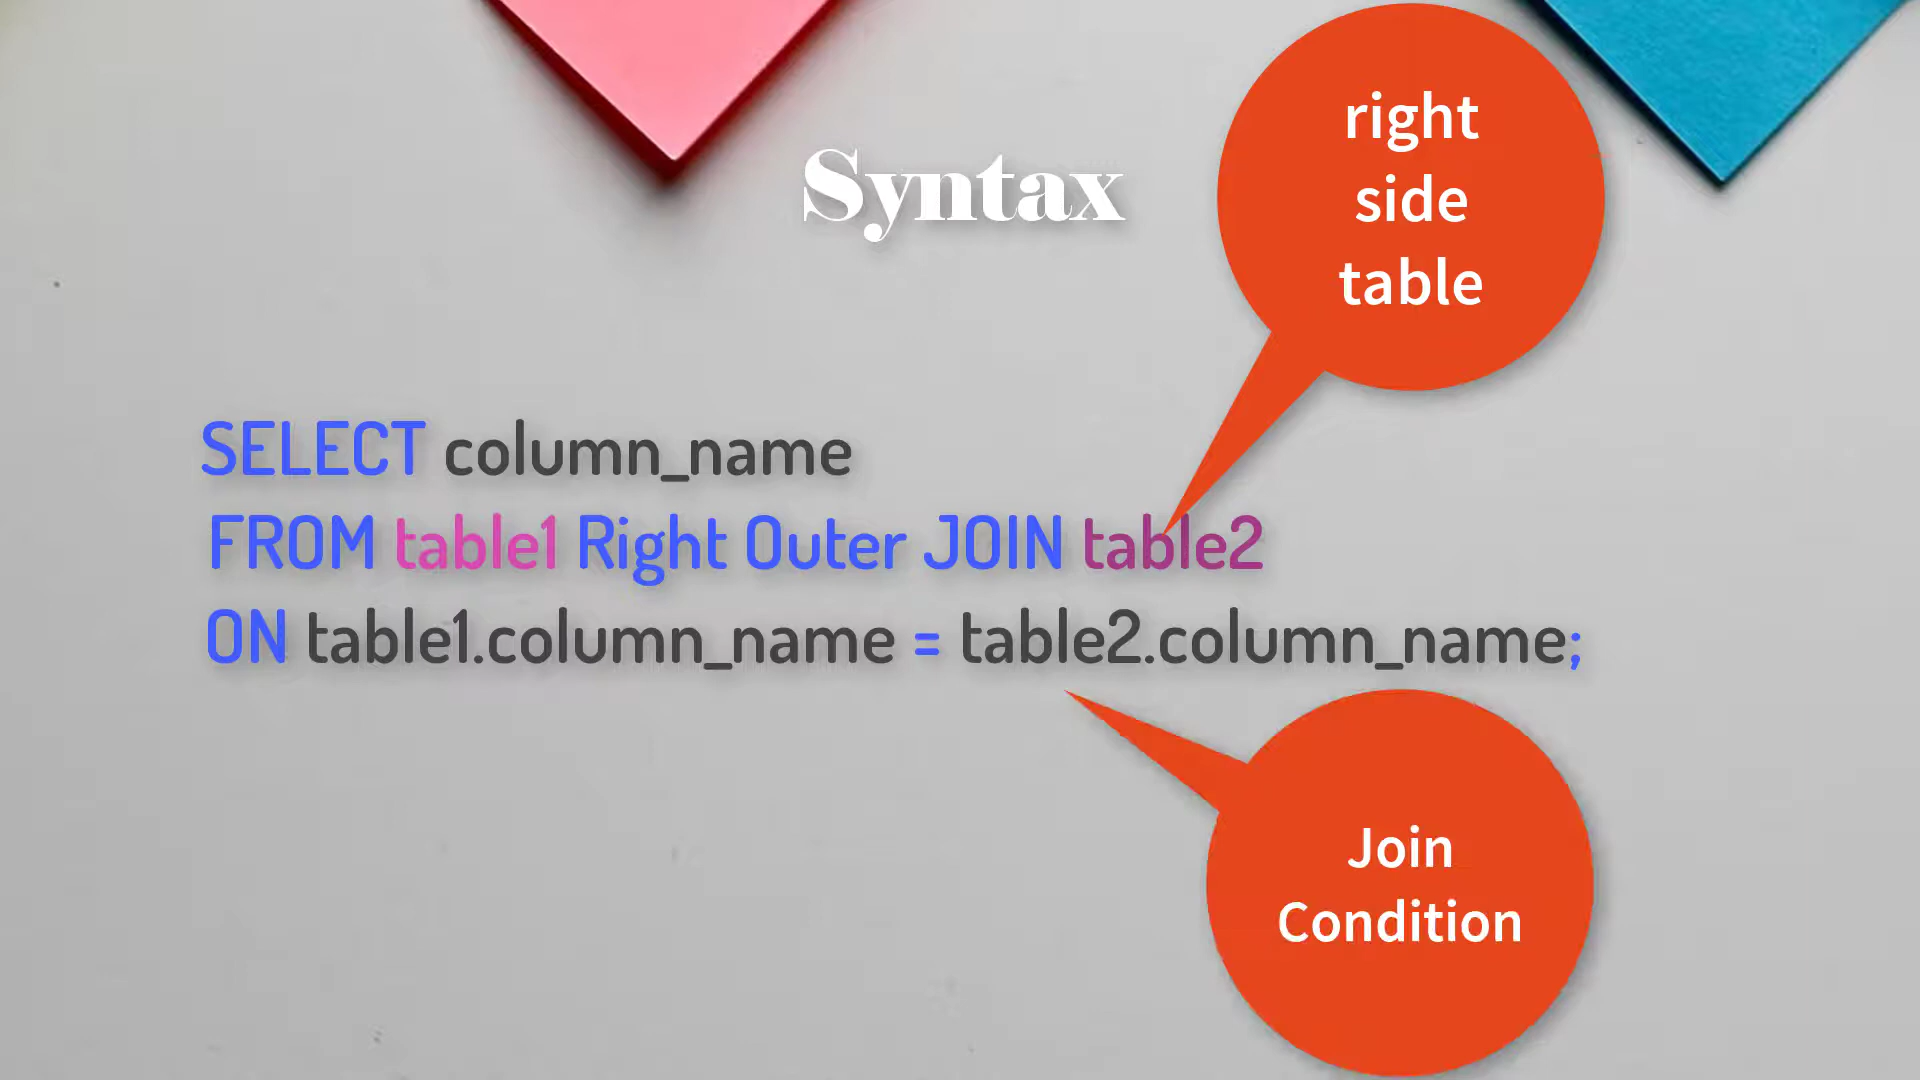 Syntax
right
side
table
SELECT column_name
FROM table1 Right Outer JOIN table2
ON table1.column_name = table2.column_name;
Join
Condition